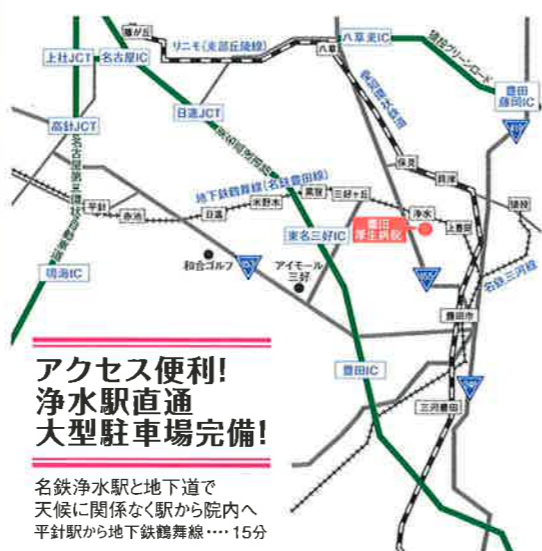 藤が丘
リニモ(東部丘陵線)
八草
八草東IC
猿投グリーンロード
上社JCT
名古屋IC
豊田
藤岡IC
419
日進JCT
愛知環状鉄道
高針JCT
東名高速道路
名古屋第二環状自動車道
地下鉄鶴舞線(名鉄豊田線)
保見
貝津
平針
赤池
日進
米野木
黒笹
三好ヶ丘
浄水
上豊田
猿投
豊田
厚生病院
東名三好IC
名鉄三河線
鳴海IC
和合ゴルフ
153
アイモール
三好
155
豊田市
豊田IC
三河豊田
アクセス便利!
浄水駅直通
大型駐車場完備!
名鉄浄水駅と地下道で
天候に関係なく駅から院内へ
平針駅から地下鉄鶴舞線‥‥15分